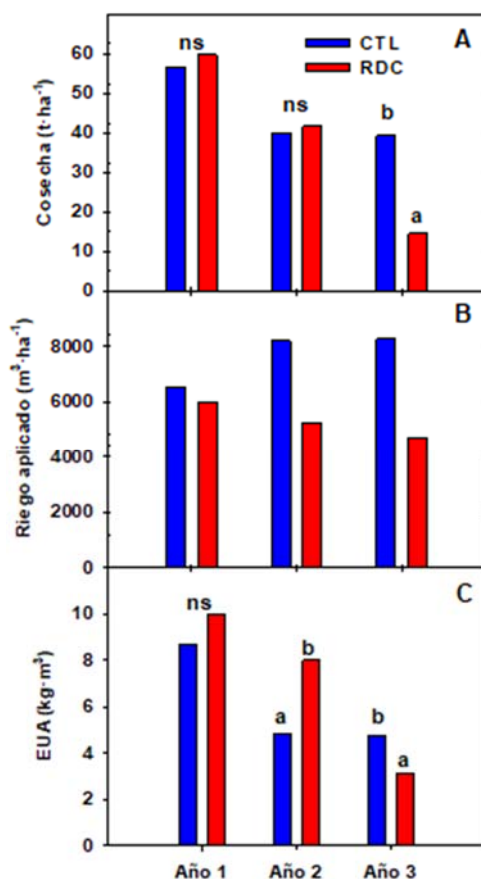 A
CTL
RDC
ns
ns
b
a
Cosecha (t·ha⁻¹)
60
50
40
30
20
10
0
B
Riego aplicado (m³·ha⁻¹)
8000
6000
4000
2000
0
C
ns
a
b
b
a
EUA (kg·m³)
10
8
6
4
2
0
Año 1 Año 2 Año 3